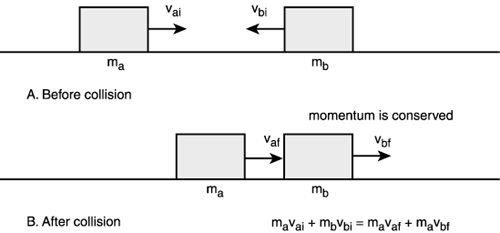 vai
vbi
ma
mb
A. Before collision
momentum is conserved
vaf
vbf
ma
mb
B. After collision
mavai + mbvbi = mavaf + mavbf